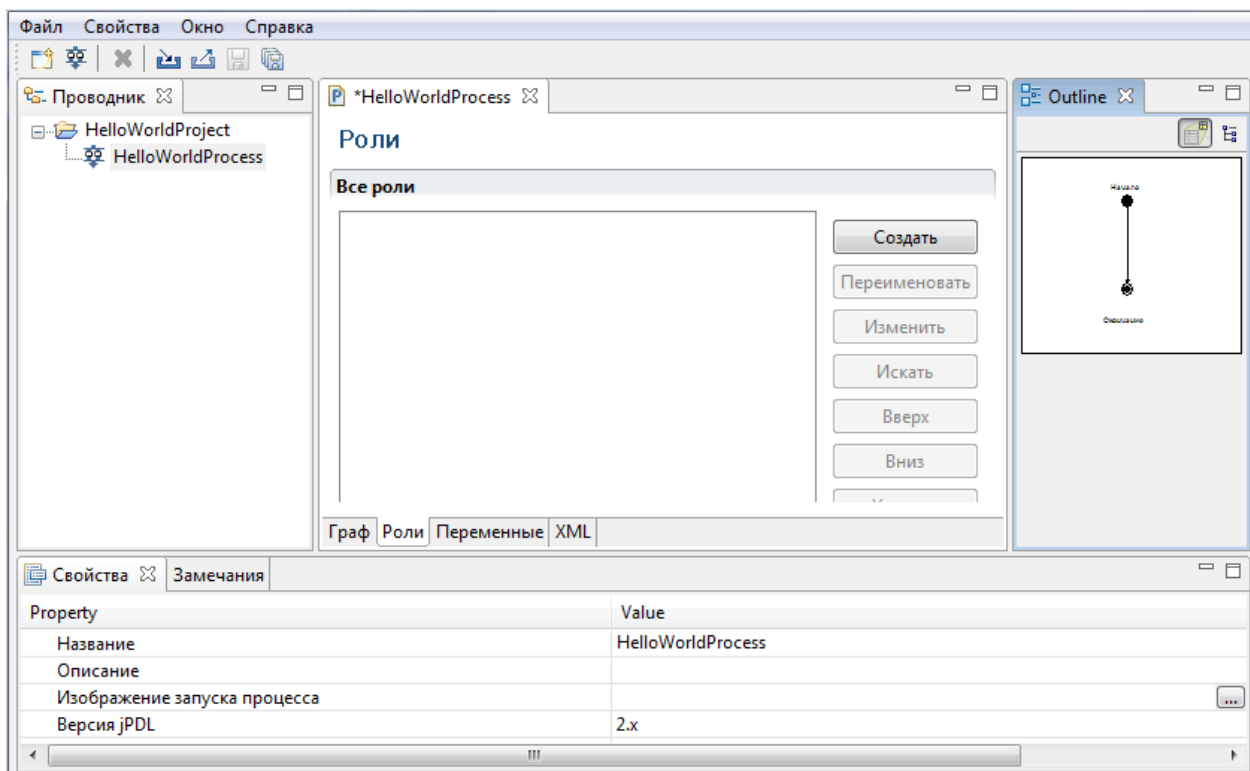 Файл Свойства Окно Справка
Проводник
HelloWorldProject
HelloWorldProcess
*HelloWorldProcess
Роли
Все роли
Создать
Переименовать
Изменить
Искать
Вверх
Вниз
Граф Роли Переменные XML
Outline
Начало
Свойства Замечания
Property Value
Название HelloWorldProcess
Описание
Изображение запуска процесса ...
Версия jPDL 2.x